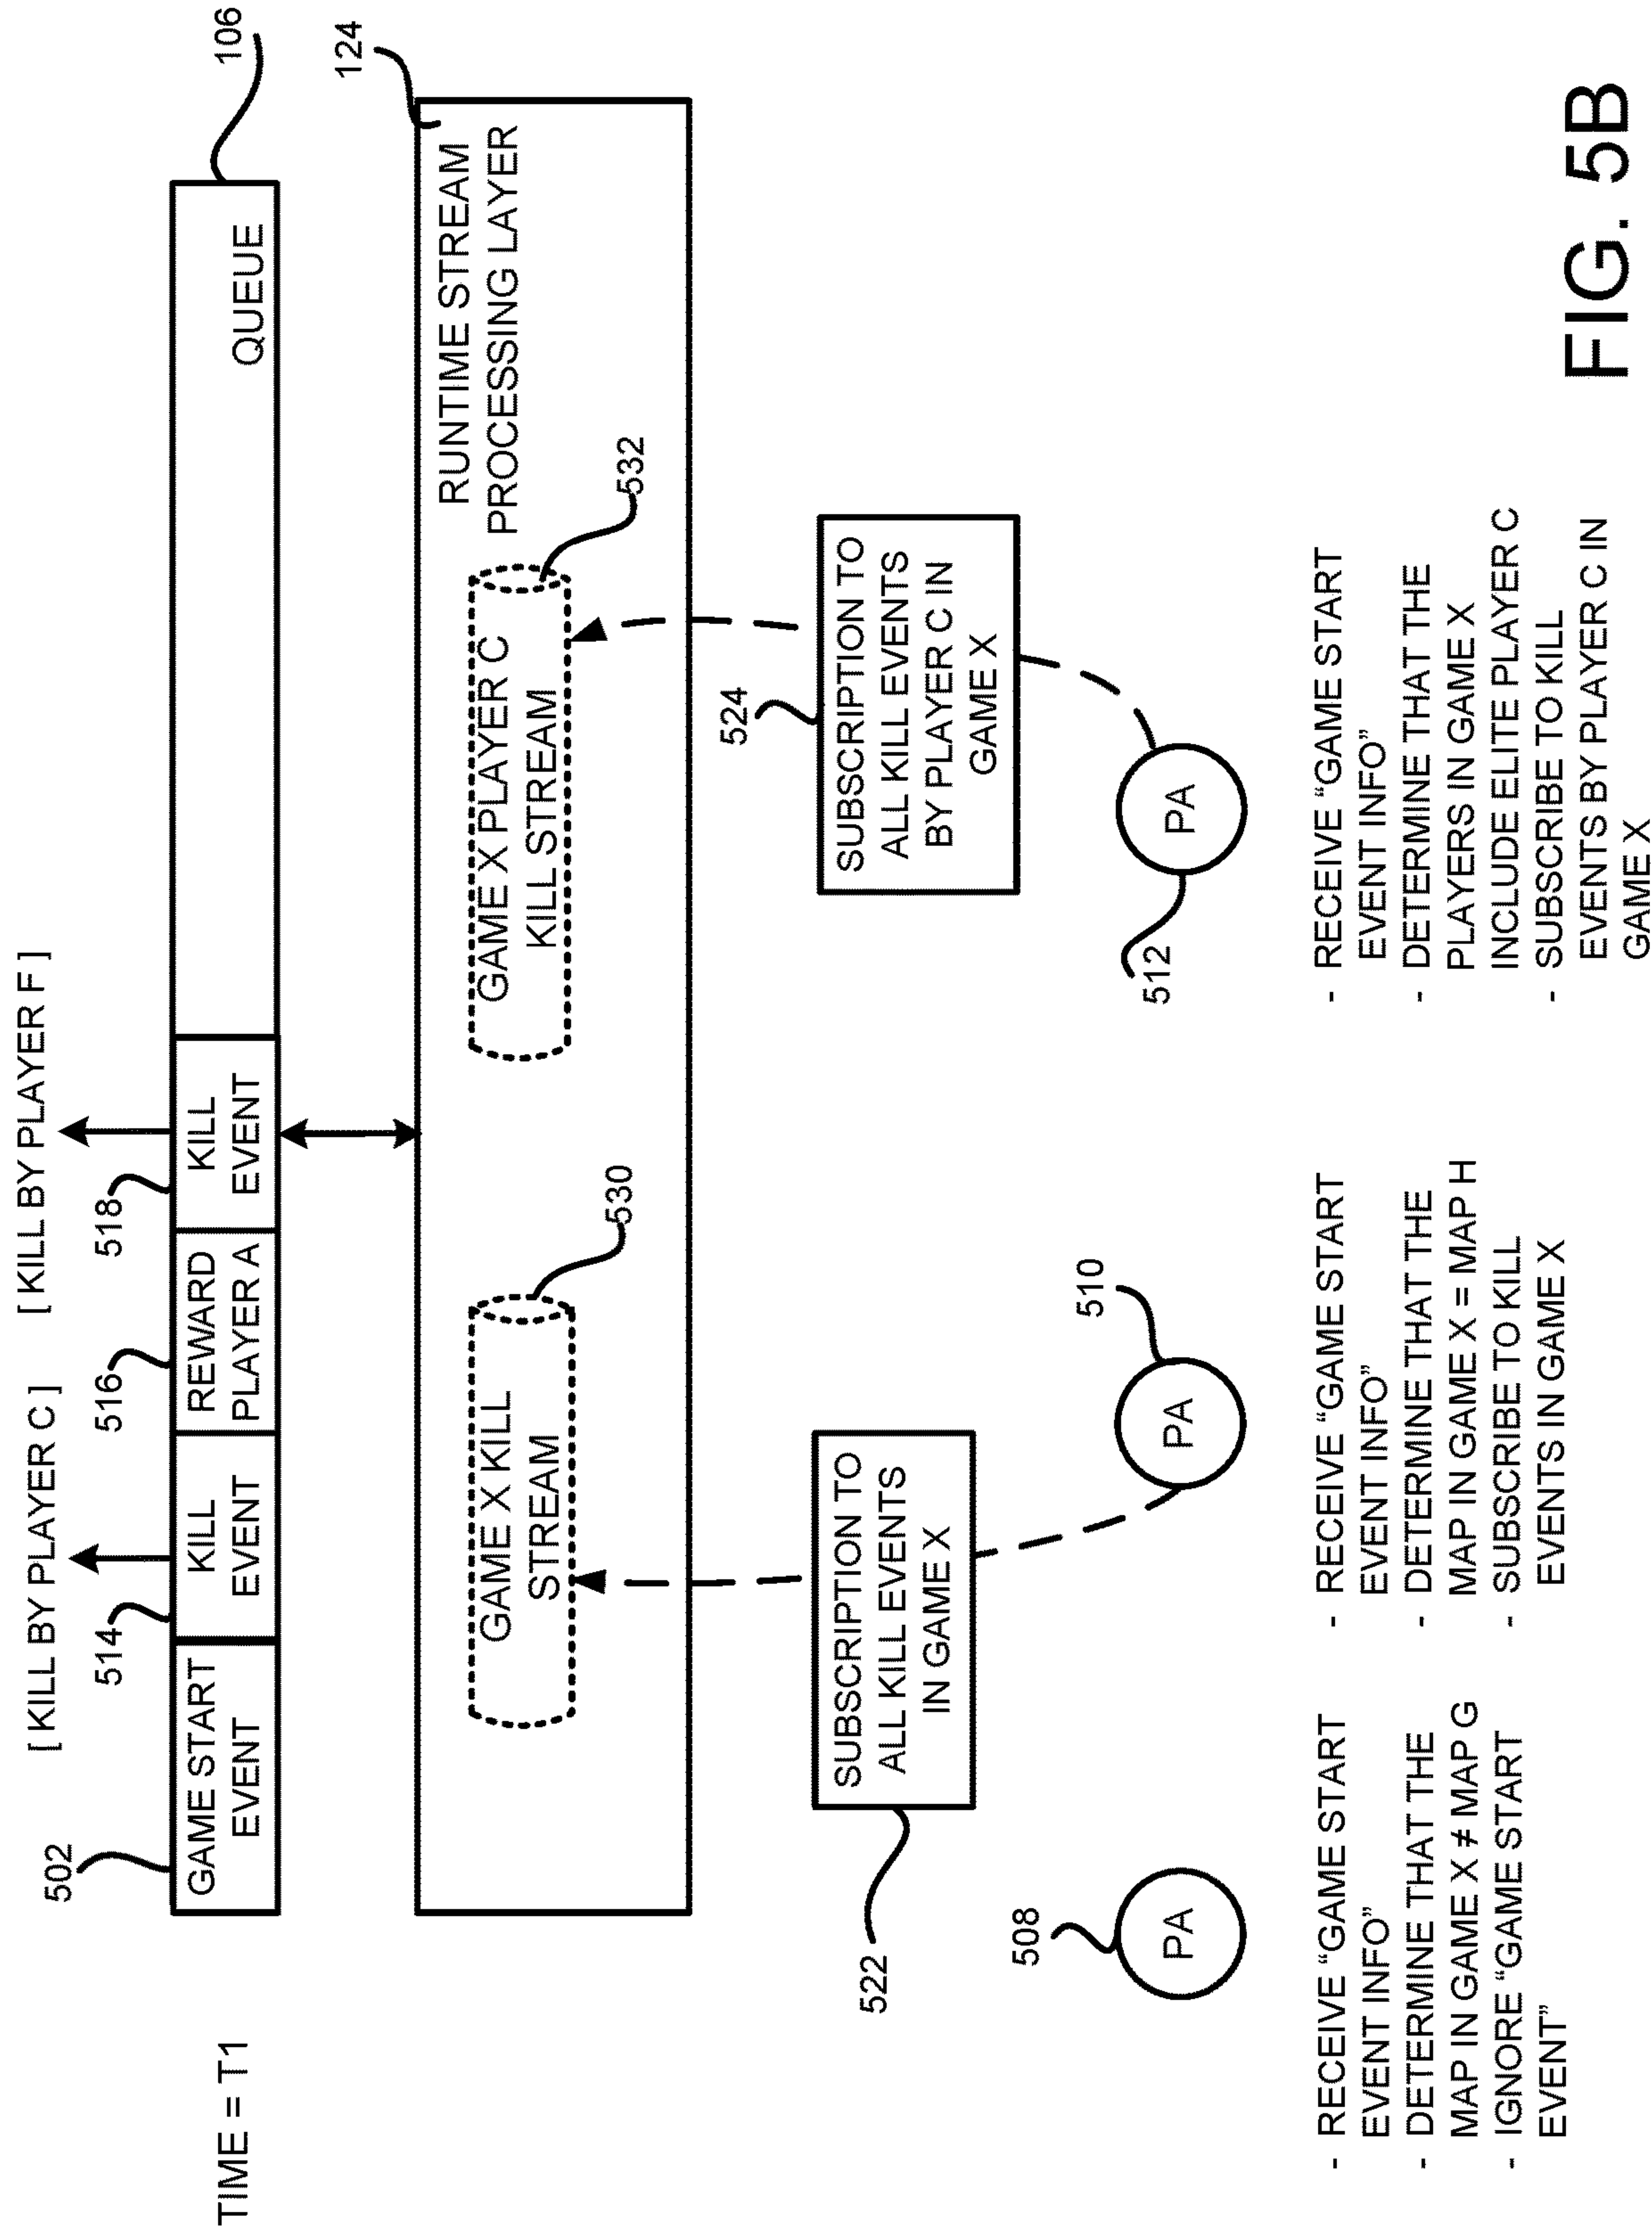 TIME = T1
[ KILL BY PLAYER C ]
[ KILL BY PLAYER F ]
502
514
516
518
106
GAME START
EVENT
KILL
EVENT
REWARD
PLAYER A
KILL
EVENT
QUEUE
124
RUNTIME STREAM
PROCESSING LAYER
GAME X KILL
STREAM
530
GAME X PLAYER C
KILL STREAM
532
522
SUBSCRIPTION TO
ALL KILL EVENTS
IN GAME X
524
SUBSCRIPTION TO
ALL KILL EVENTS
BY PLAYER C IN
GAME X
508
PA
510
PA
512
PA
- RECEIVE “GAME START
EVENT INFO”
- DETERMINE THAT THE
MAP IN GAME X ≠ MAP G
- IGNORE “GAME START
EVENT”
- RECEIVE “GAME START
EVENT INFO”
- DETERMINE THAT THE
MAP IN GAME X = MAP H
- SUBSCRIBE TO KILL
EVENTS IN GAME X
- RECEIVE “GAME START
EVENT INFO”
- DETERMINE THAT THE
PLAYERS IN GAME X
INCLUDE ELITE PLAYER C
- SUBSCRIBE TO KILL
EVENTS BY PLAYER C IN
GAME X
FIG. 5B